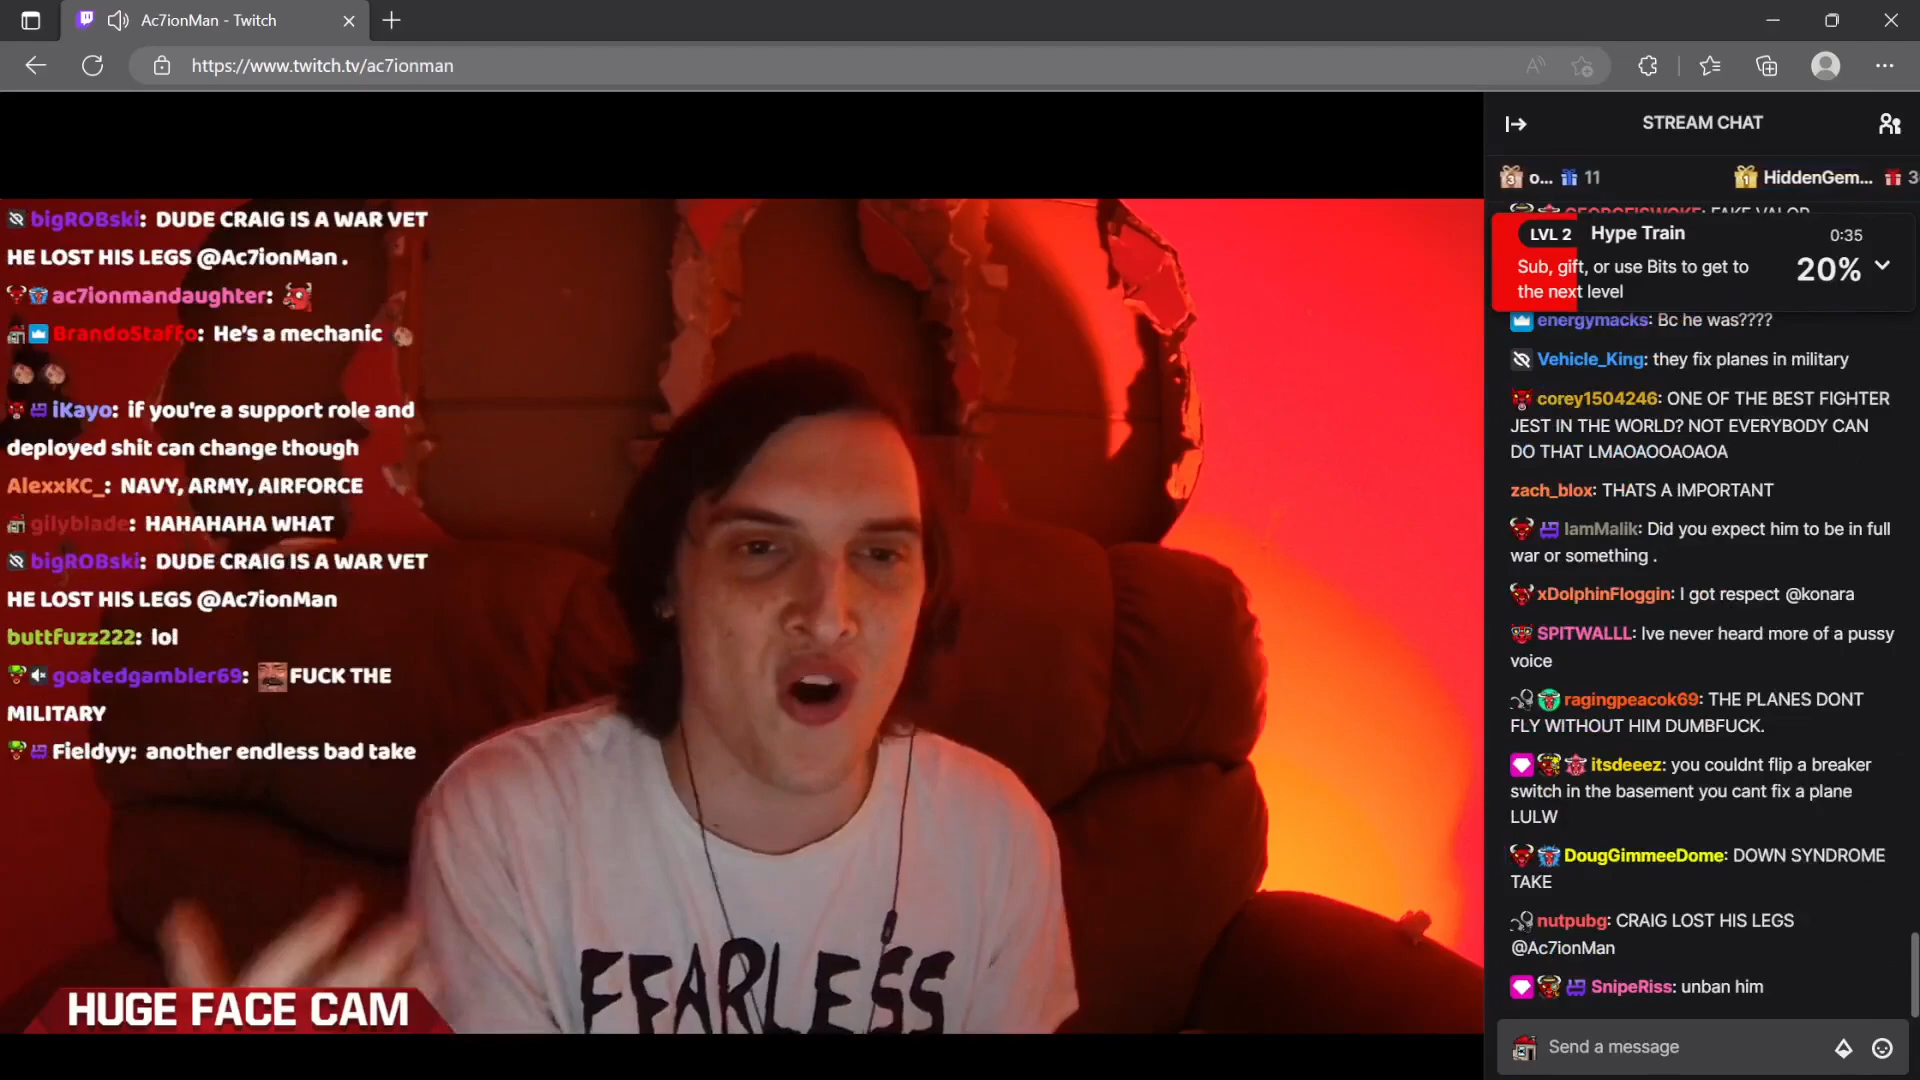 Ac7ionMan - Twitch
https://www.twitch.tv/ac7ionman
bigROBski: DUDE CRAIG IS A WAR VET
HE LOST HIS LEGS @Ac7ionMan .
ac7ionmandaughter:
BrandoStaffo: He's a mechanic
iKayo: if you're a support role and
deployed shit can change though
AlexxKC_: NAVY, ARMY, AIRFORCE
gilyblade: HAHAHAHA WHAT
bigROBski: DUDE CRAIG IS A WAR VET
HE LOST HIS LEGS @Ac7ionMan
buttfuzz222: lol
goatedgambler69: FUCK THE
MILITARY
Fieldyy: another endless bad take
FEARLESS
HUGE FACE CAM
STREAM CHAT
3 o... 11
1 HiddenGem...
LVL 2 Hype Train 0:35
Sub, gift, or use Bits to get to
the next level
20%
energymacks: Bc he was????
Vehicle_King: they fix planes in military
corey1504246: ONE OF THE BEST FIGHTER
JEST IN THE WORLD? NOT EVERYBODY CAN
DO THAT LMAOAOOAOAOA
zach_blox: THATS A IMPORTANT
IamMalik: Did you expect him to be in full
war or something .
xDolphinFloggin: I got respect @konara
SPITWALLL: Ive never heard more of a pussy
voice
ragingpeacok69: THE PLANES DONT
FLY WITHOUT HIM DUMBFUCK.
itsdeeez: you couldnt flip a breaker
switch in the basement you cant fix a plane
LULW
DougGimmeeDome: DOWN SYNDROME
TAKE
nutpubg: CRAIG LOST HIS LEGS
@Ac7ionMan
SnipeRiss: unban him
Send a message